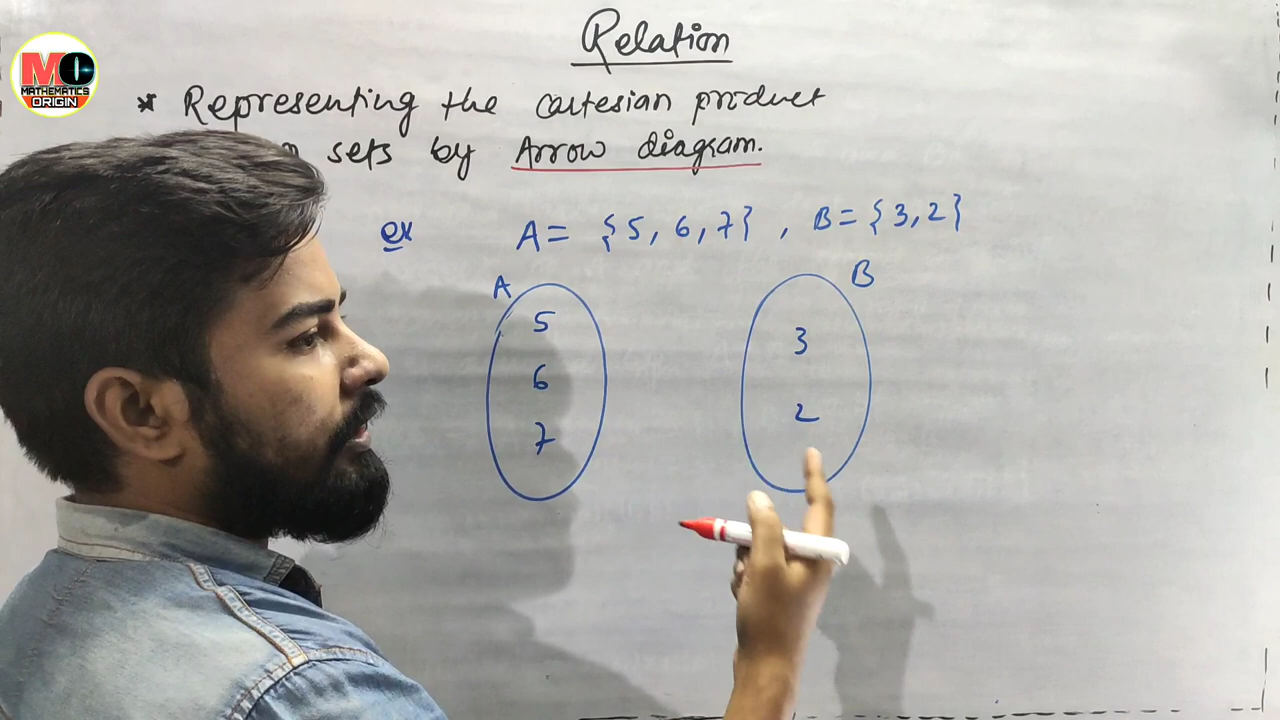 Relation
MO
MATHEMATICS
ORIGIN
* Representing the cartesian product
sets by Arrow diagram.
ex A = {5, 6, 7} , B = {3, 2}
A B
5
3
6
2
7